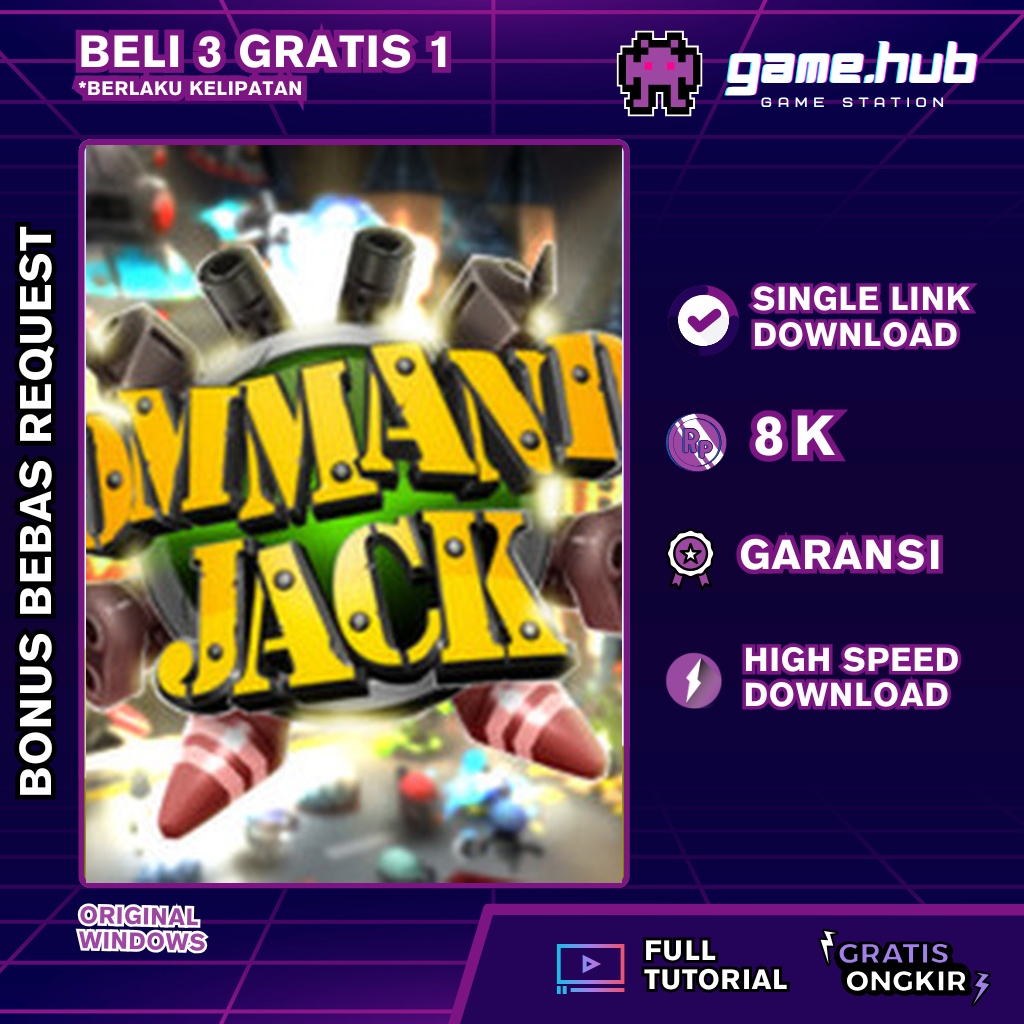 BELI 3 GRATIS 1
*BERLAKU KELIPATAN
game.hub
GAME STATION
BONUS BEBAS REQUEST
OMMAND
JACK
SINGLE LINK
DOWNLOAD
Rp
8K
GARANSI
HIGH SPEED
DOWNLOAD
ORIGINAL
WINDOWS
FULL
TUTORIAL
GRATIS
ONGKIR